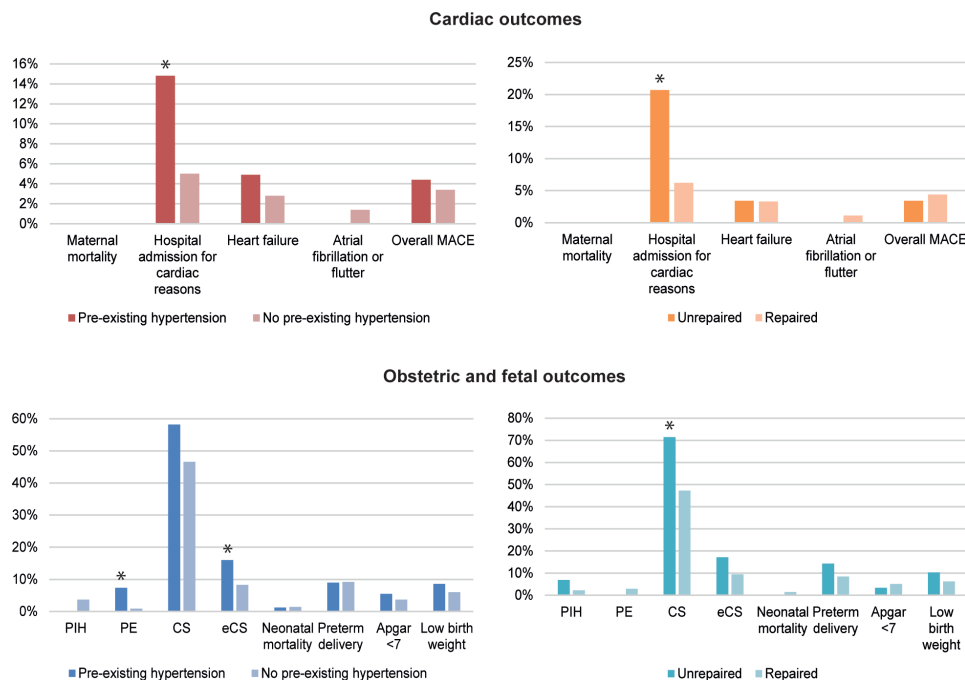 Cardiac outcomes
16%
14%
12%
10%
8%
6%
4%
2%
0%
*
Maternal mortality
Hospital admission for cardiac reasons
Heart failure
Atrial fibrillation or flutter
Overall MACE
Pre-existing hypertension
No pre-existing hypertension
25%
20%
15%
10%
5%
0%
*
Maternal mortality
Hospital admission for cardiac reasons
Heart failure
Atrial fibrillation or flutter
Overall MACE
Unrepaired
Repaired
Obstetric and fetal outcomes
60%
50%
40%
30%
20%
10%
0%
*
*
PIH
PE
CS
eCS
Neonatal mortality
Preterm delivery
Apgar <7
Low birth weight
Pre-existing hypertension
No pre-existing hypertension
80%
70%
60%
50%
40%
30%
20%
10%
0%
*
PIH
PE
CS
eCS
Neonatal mortality
Preterm delivery
Apgar <7
Low birth weight
Unrepaired
Repaired